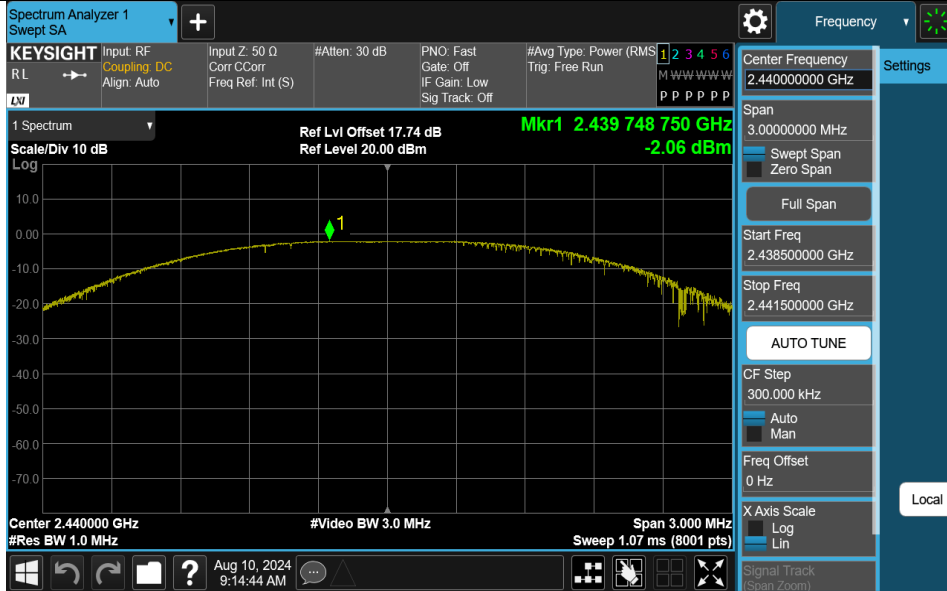 Spectrum Analyzer 1
Swept SA
+
Frequency
KEYSIGHT
RL
LXI
Input: RF
Coupling: DC
Align: Auto
Input Z: 50 Ω
Corr CCorr
Freq Ref: Int (S)
#Atten: 30 dB
PNO: Fast
Gate: Off
IF Gain: Low
Sig Track: Off
#Avg Type: Power (RMS
Trig: Free Run
1 2 3 4 5 6
M W W W W W
P P P P P P
1 Spectrum
Scale/Div 10 dB
Ref Lvl Offset 17.74 dB
Ref Level 20.00 dBm
Mkr1 2.439 748 750 GHz
-2.06 dBm
Log
10.0
0.00
-10.0
-20.0
-30.0
-40.0
-50.0
-60.0
-70.0
1
Center 2.440000 GHz
#Res BW 1.0 MHz
#Video BW 3.0 MHz
Span 3.000 MHz
Sweep 1.07 ms (8001 pts)
Center Frequency
2.440000000 GHz
Span
3.00000000 MHz
Swept Span
Zero Span
Full Span
Start Freq
2.438500000 GHz
Stop Freq
2.441500000 GHz
AUTO TUNE
CF Step
300.000 kHz
Auto
Man
Freq Offset
0 Hz
X Axis Scale
Log
Lin
Signal Track
(Span Zoom)
Settings
Local
?
Aug 10, 2024
9:14:44 AM